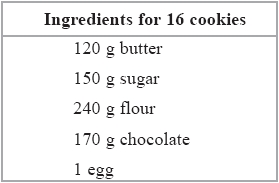 Ingredients for 16 cookies
120 g butter
150 g sugar
240 g flour
170 g chocolate
1 egg